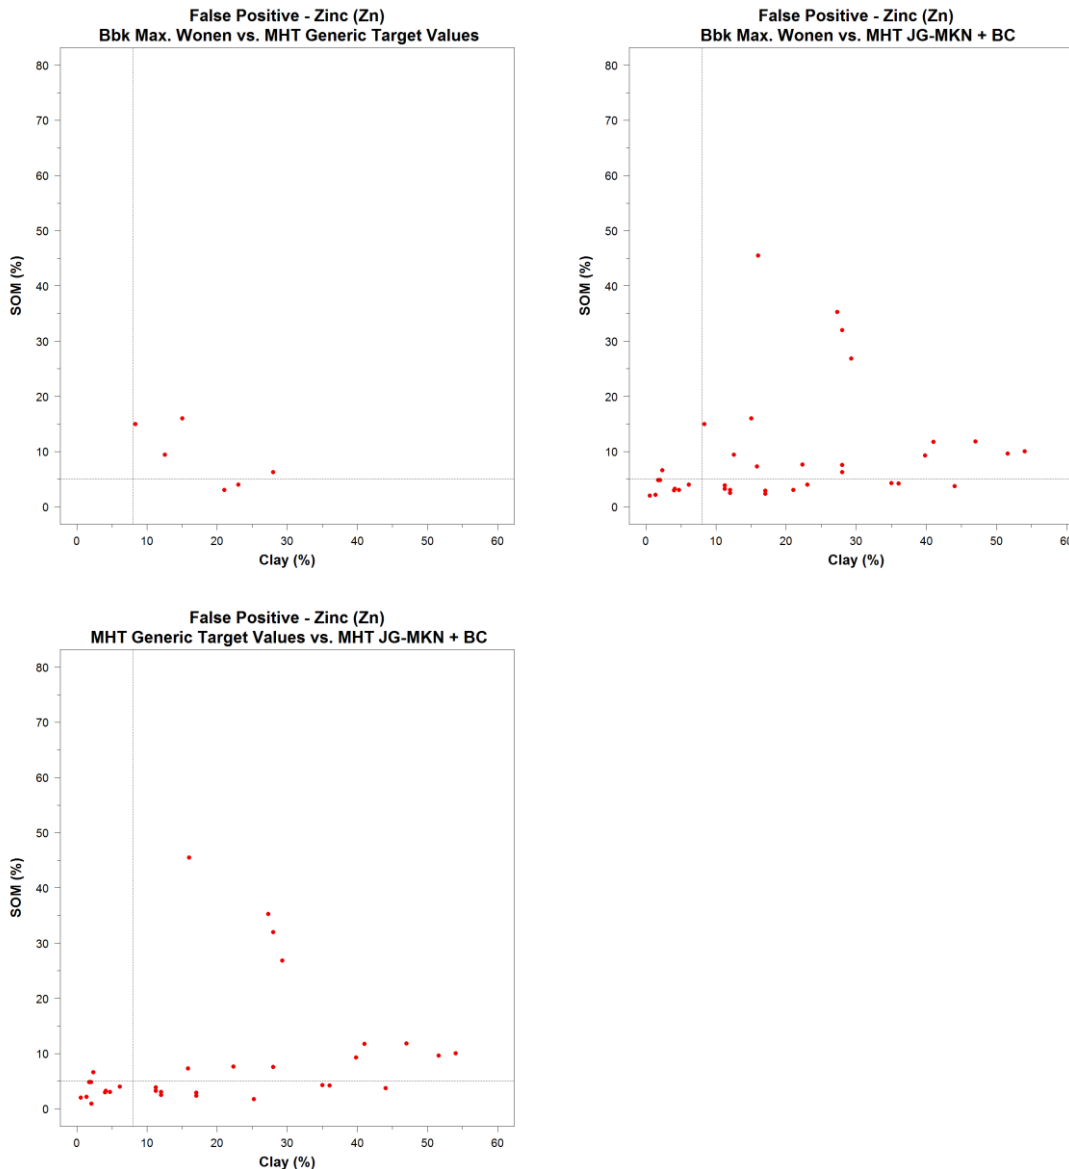 False Positive - Zinc (Zn)
Bbk Max. Wonen vs. MHT Generic Target Values
80
70
60
50
40
30
20
10
0
SOM (%)
0 10 20 30 40 50 60
Clay (%)
False Positive - Zinc (Zn)
Bbk Max. Wonen vs. MHT JG-MKN + BC
80
70
60
50
40
30
20
10
0
SOM (%)
0 10 20 30 40 50 60
Clay (%)
False Positive - Zinc (Zn)
MHT Generic Target Values vs. MHT JG-MKN + BC
80
70
60
50
40
30
20
10
0
SOM (%)
0 10 20 30 40 50 60
Clay (%)